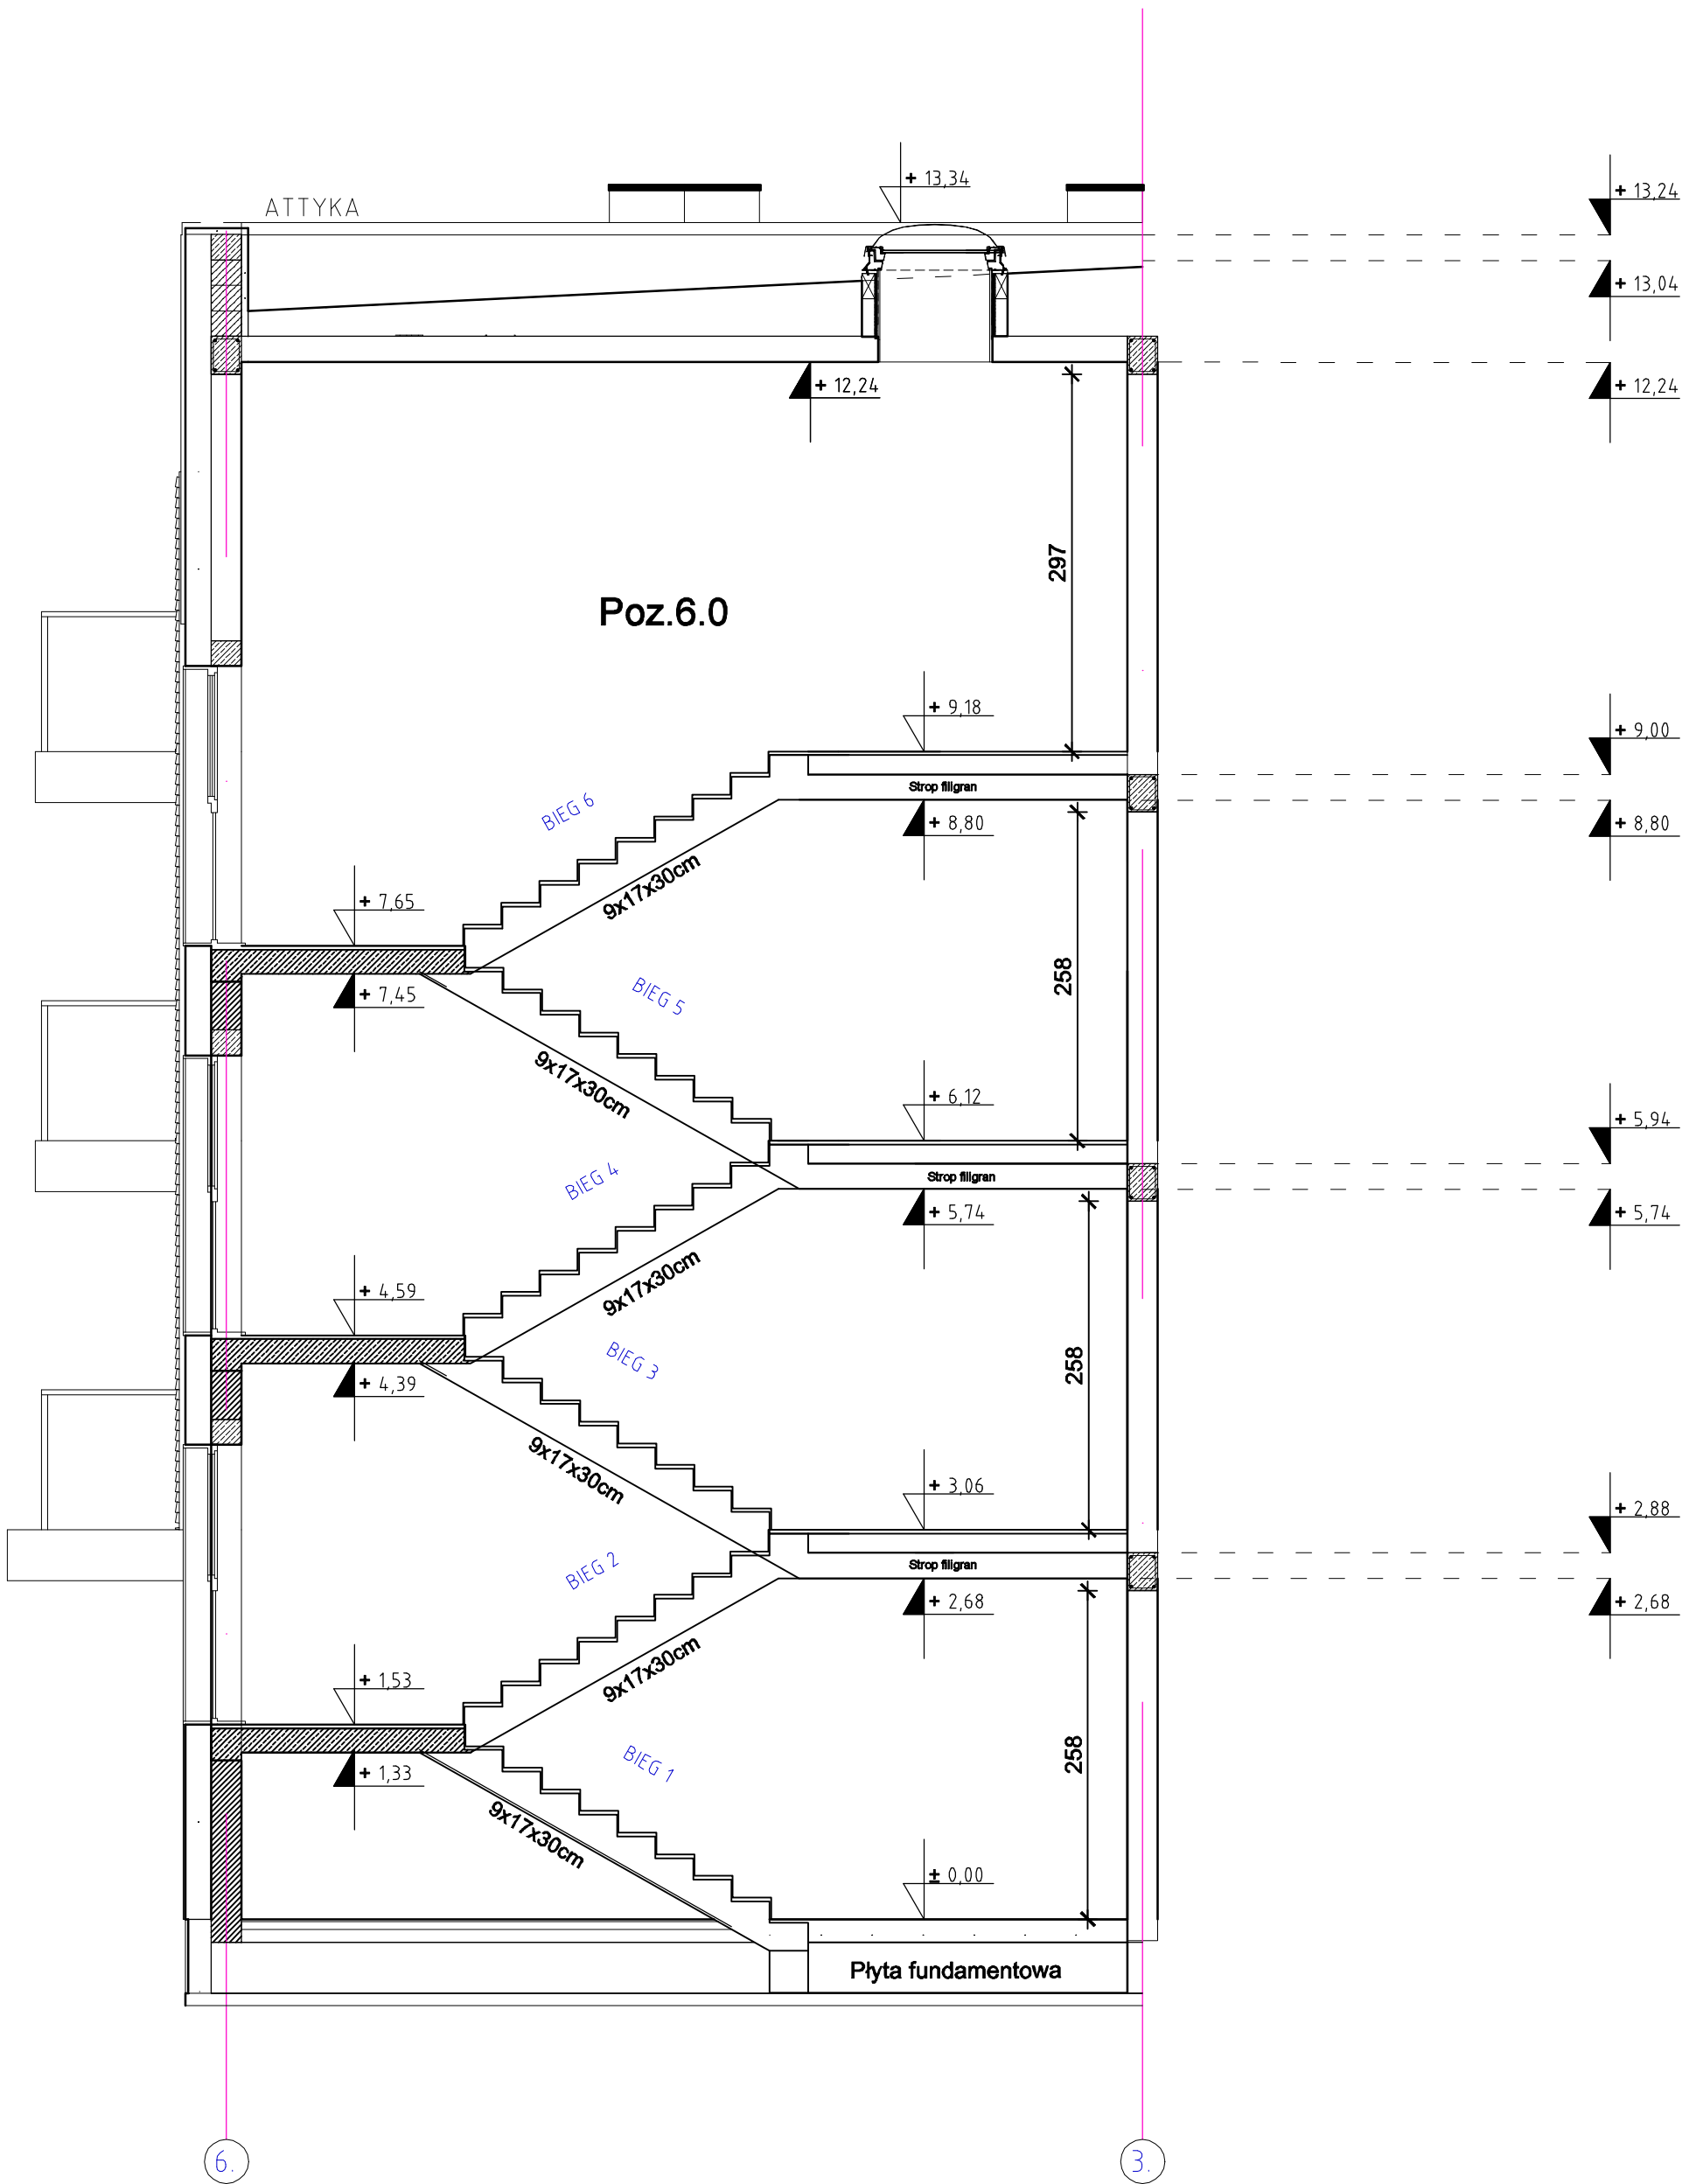 + 13,34
+ 13,24
ATTYKA
+ 13,04
+ 12,24
+ 12,24
297
Poz.6.0
+ 9,18
+ 9,00
Strop filigran
BIEG 6
+ 8,80
+ 8,80
9x17x30cm
+ 7,65
258
BIEG 5
+ 7,45
9x17x30cm
+ 6,12
+ 5,94
Strop filigran
BIEG 4
+ 5,74
+ 5,74
9x17x30cm
+ 4,59
BIEG 3
258
+ 4,39
9x17x30cm
+ 3,06
+ 2,88
Strop filigran
BIEG 2
+ 2,68
+ 2,68
9x17x30cm
+ 1,53
258
BIEG 1
+ 1,33
9x17x30cm
± 0,00
Płyta fundamentowa
6.
3.